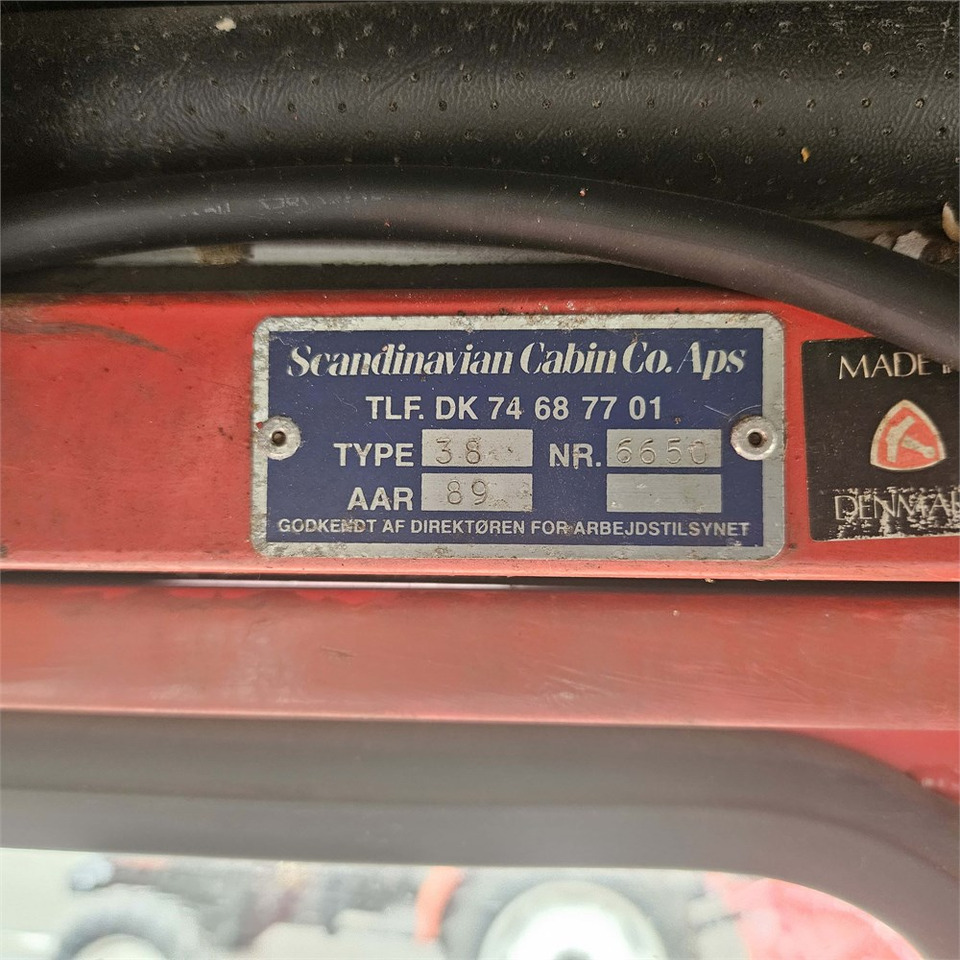 Scandinavian Cabin Co. Aps
TLF. DK 74 68 77 01
TYPE 38 NR. 6650
AAR 89
GODKENDT AF DIREKTØREN FOR ARBEJDSTILSYNET
MADE